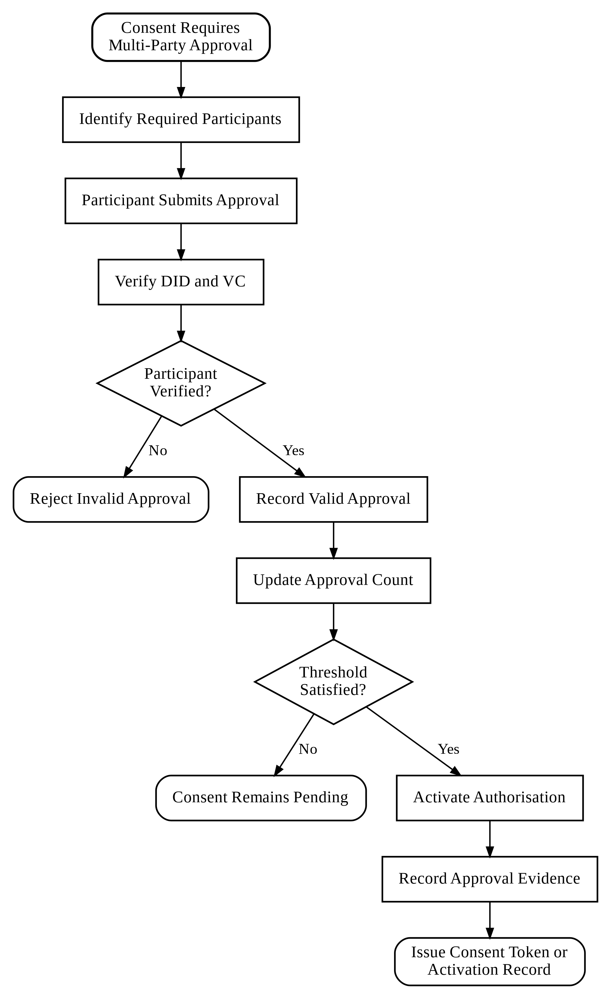 Consent Requires
Multi-Party Approval
Identify Required Participants
Participant Submits Approval
Verify DID and VC
Participant
Verified?
No
Yes
Reject Invalid Approval
Record Valid Approval
Update Approval Count
Threshold
Satisfied?
No
Yes
Consent Remains Pending
Activate Authorisation
Record Approval Evidence
Issue Consent Token or
Activation Record